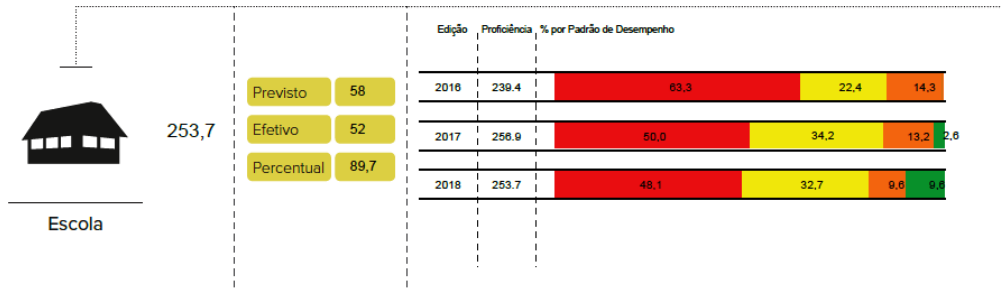 Edição Proficiência % por Padrão de Desempenho
2016 239.4 63,3 22,4 14,3
Previsto 58
253,7
Efetivo 52
2017 256.9 50,0 34,2 13,2 2,6
Percentual 89,7
2018 253.7 48,1 32,7 9,6 9,6
Escola